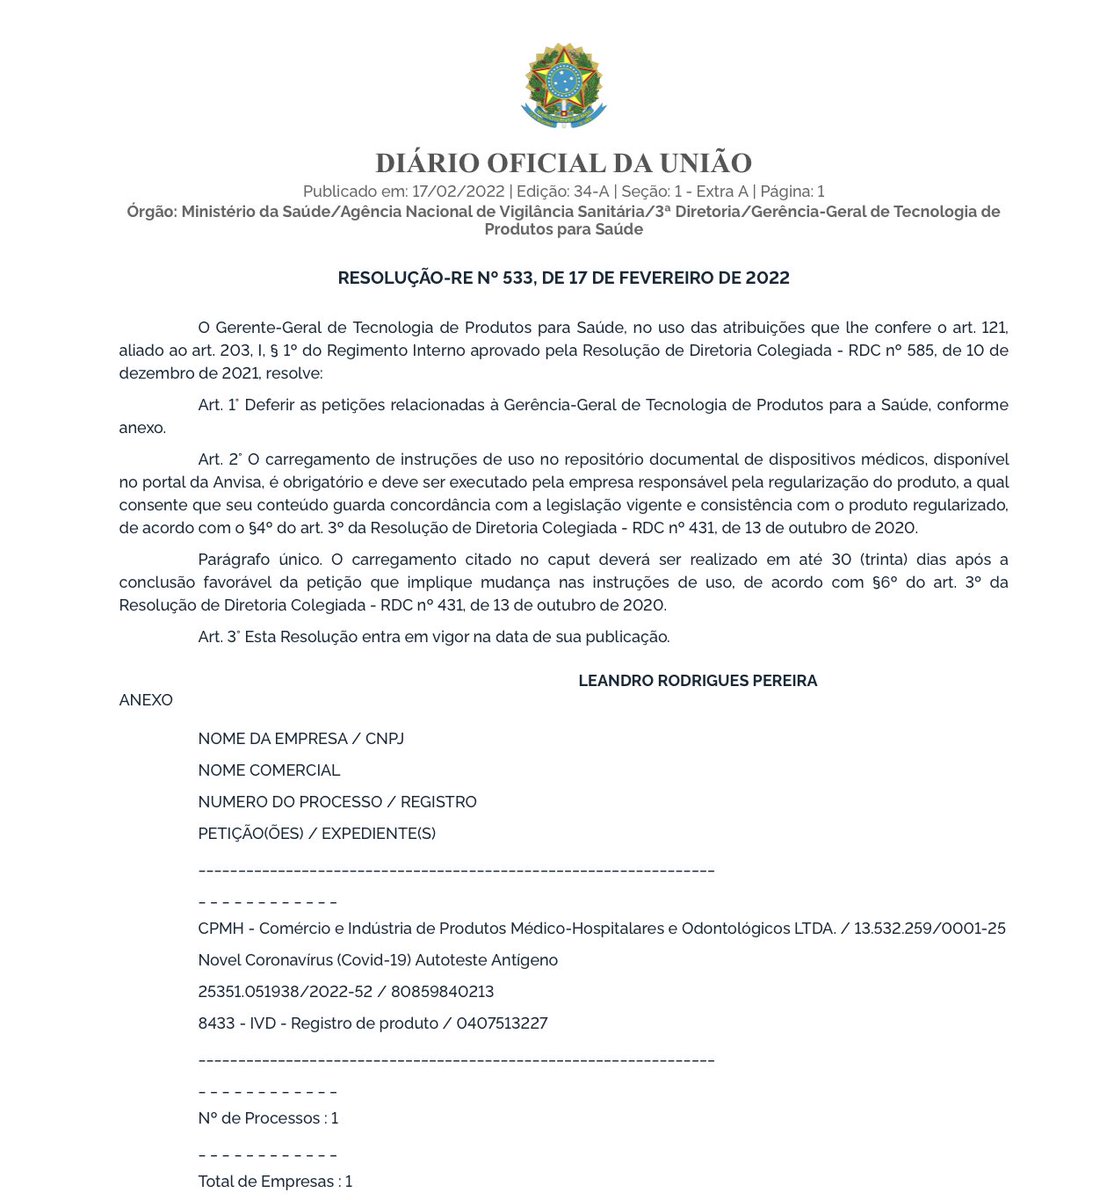 DIÁRIO OFICIAL DA UNIÃO
Publicado em: 17/02/2022 | Edição: 34-A | Seção: 1 - Extra A | Página: 1
Órgão: Ministério da Saúde/Agência Nacional de Vigilância Sanitária/3ª Diretoria/Gerência-Geral de Tecnologia de
Produtos para Saúde
RESOLUÇÃO-RE Nº 533, DE 17 DE FEVEREIRO DE 2022
O Gerente-Geral de Tecnologia de Produtos para Saúde, no uso das atribuições que lhe confere o art. 121,
aliado ao art. 203, I, § 1º do Regimento Interno aprovado pela Resolução de Diretoria Colegiada - RDC nº 585, de 10 de
dezembro de 2021, resolve:
Art. 1° Deferir as petições relacionadas à Gerência-Geral de Tecnologia de Produtos para a Saúde, conforme
anexo.
Art. 2° O carregamento de instruções de uso no repositório documental de dispositivos médicos, disponível
no portal da Anvisa, é obrigatório e deve ser executado pela empresa responsável pela regularização do produto, a qual
consente que seu conteúdo guarda concordância com a legislação vigente e consistência com o produto regularizado,
de acordo com o §4º do art. 3º da Resolução de Diretoria Colegiada - RDC nº 431, de 13 de outubro de 2020.
Parágrafo único. O carregamento citado no caput deverá ser realizado em até 30 (trinta) dias após a
conclusão favorável da petição que implique mudança nas instruções de uso, de acordo com §6º do art. 3º da
Resolução de Diretoria Colegiada - RDC nº 431, de 13 de outubro de 2020.
Art. 3° Esta Resolução entra em vigor na data de sua publicação.
LEANDRO RODRIGUES PEREIRA
ANEXO
NOME DA EMPRESA / CNPJ
NOME COMERCIAL
NUMERO DO PROCESSO / REGISTRO
PETIÇÃO(ÕES) / EXPEDIENTE(S)
_________________________________________________________________
_ _ _ _ _ _ _ _ _ _ _ _
CPMH - Comércio e Indústria de Produtos Médico-Hospitalares e Odontológicos LTDA. / 13.532.259/0001-25
Novel Coronavírus (Covid-19) Autoteste Antígeno
25351.051938/2022-52 / 80859840213
8433 - IVD - Registro de produto / 0407513227
_________________________________________________________________
_ _ _ _ _ _ _ _ _ _ _ _
Nº de Processos : 1
_ _ _ _ _ _ _ _ _ _ _ _
Total de Empresas : 1